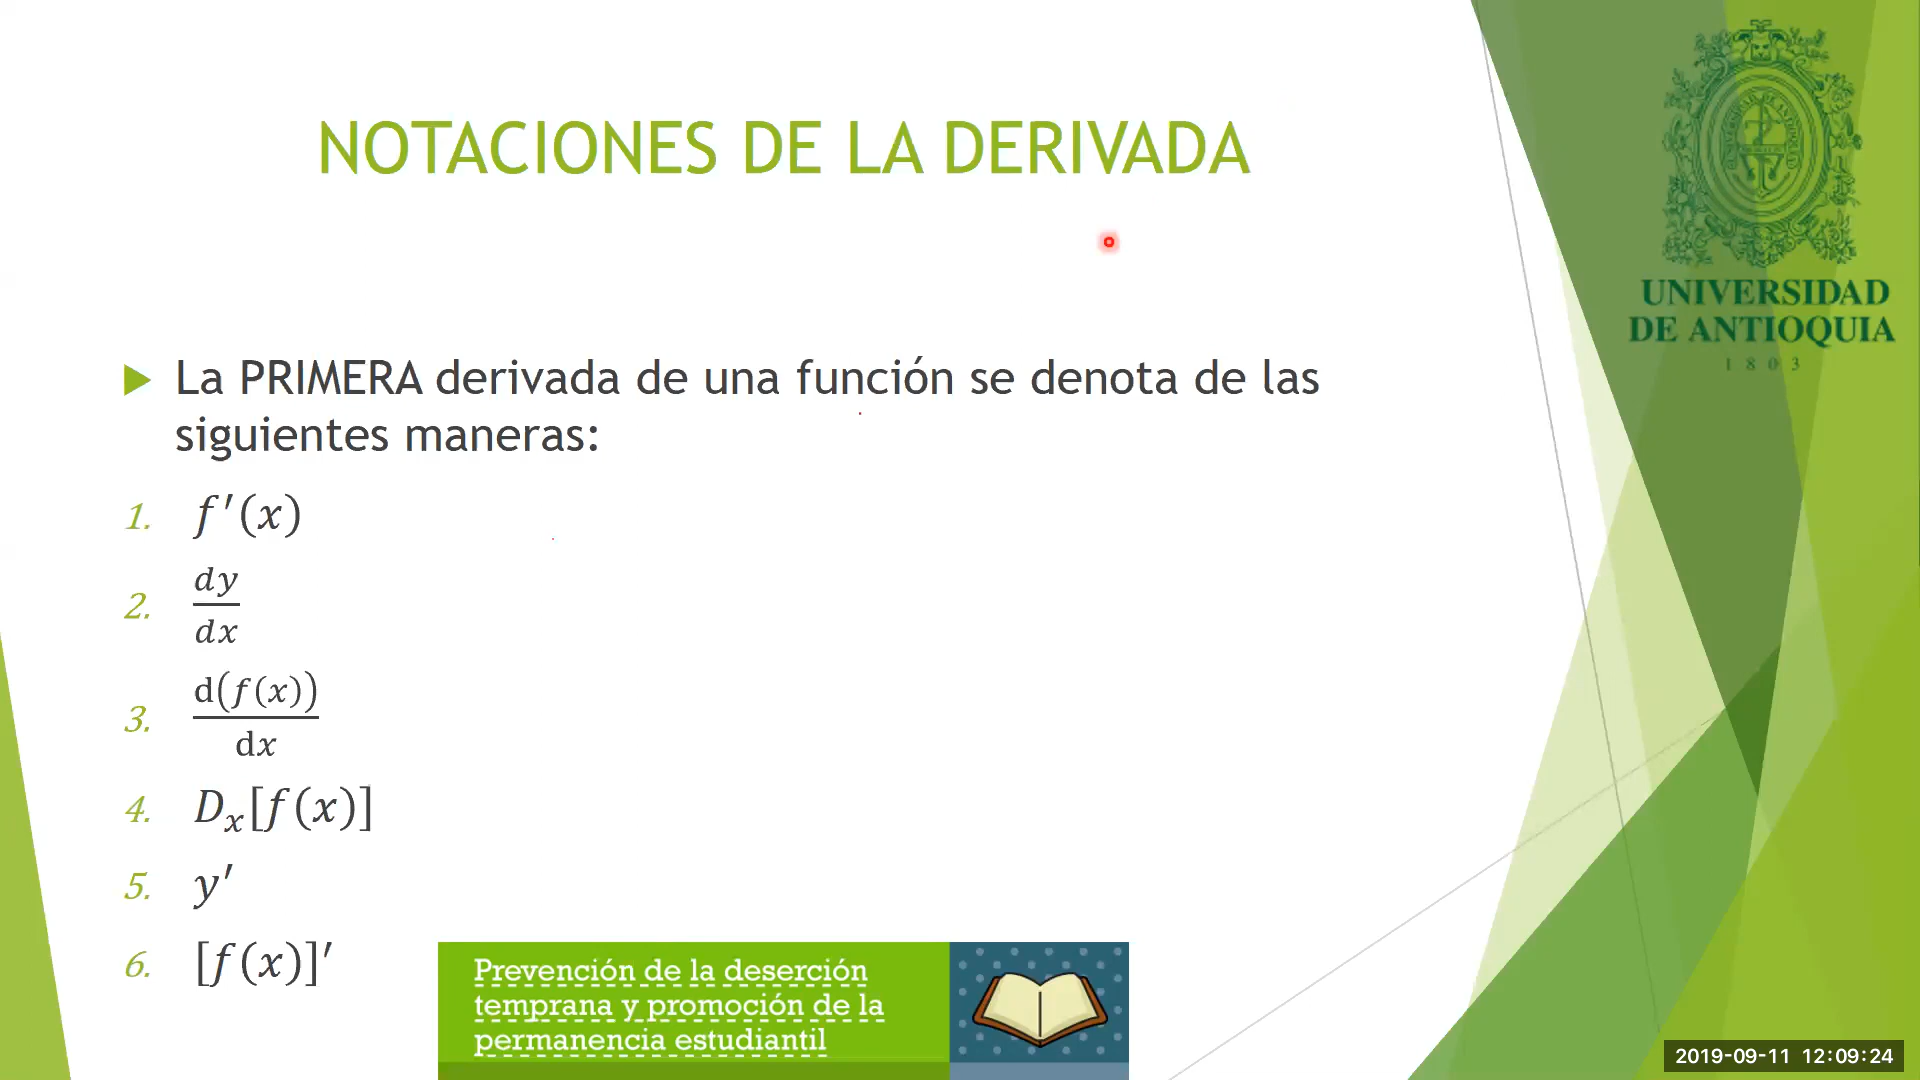 NOTACIONES DE LA DERIVADA
UNIVERSIDAD
DE ANTIOQUIA
1803
La PRIMERA derivada de una función se denota de las
siguientes maneras:
1. f′(x)
2. dy/dx
3. d(f(x))/dx
4. Dₓ[f(x)]
5. y′
6. [f(x)]′
Prevención de la deserción
temprana y promoción de la
permanencia estudiantil
2019-09-11 12:09:24